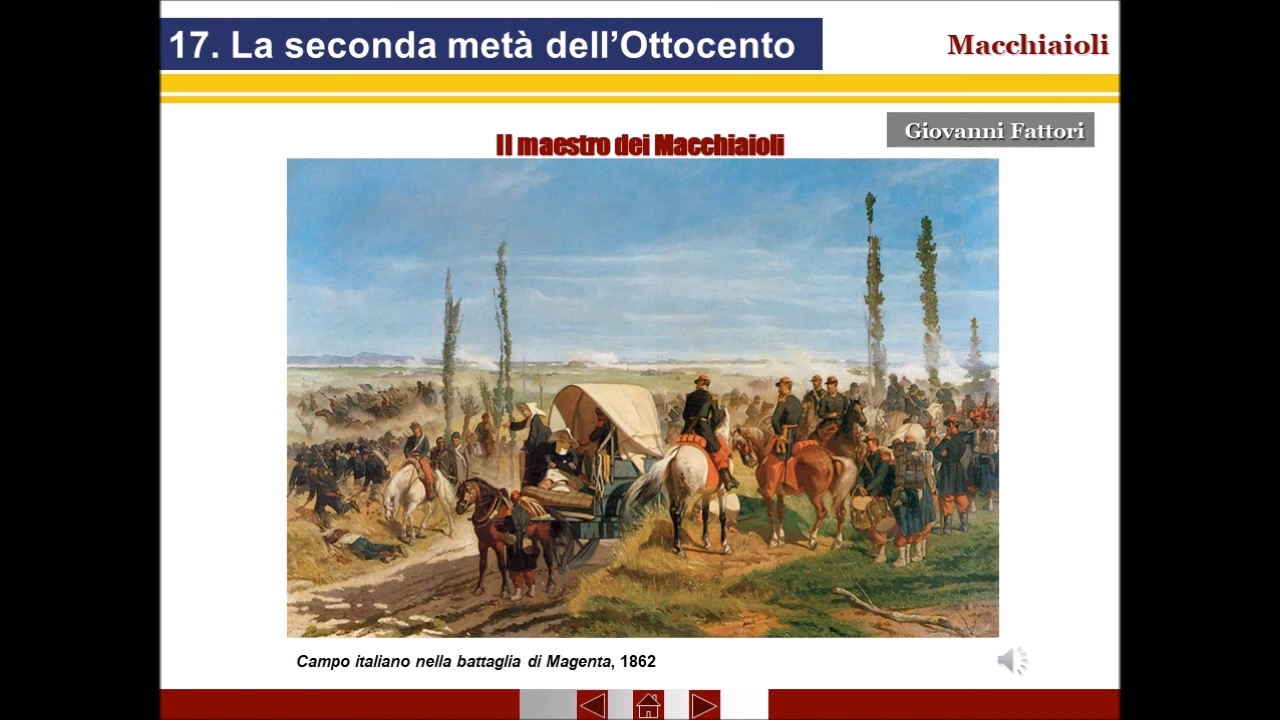 17. La seconda metà dell'Ottocento
Macchiaioli
Giovanni Fattori
Il maestro dei Macchiaioli
Campo italiano nella battaglia di Magenta, 1862